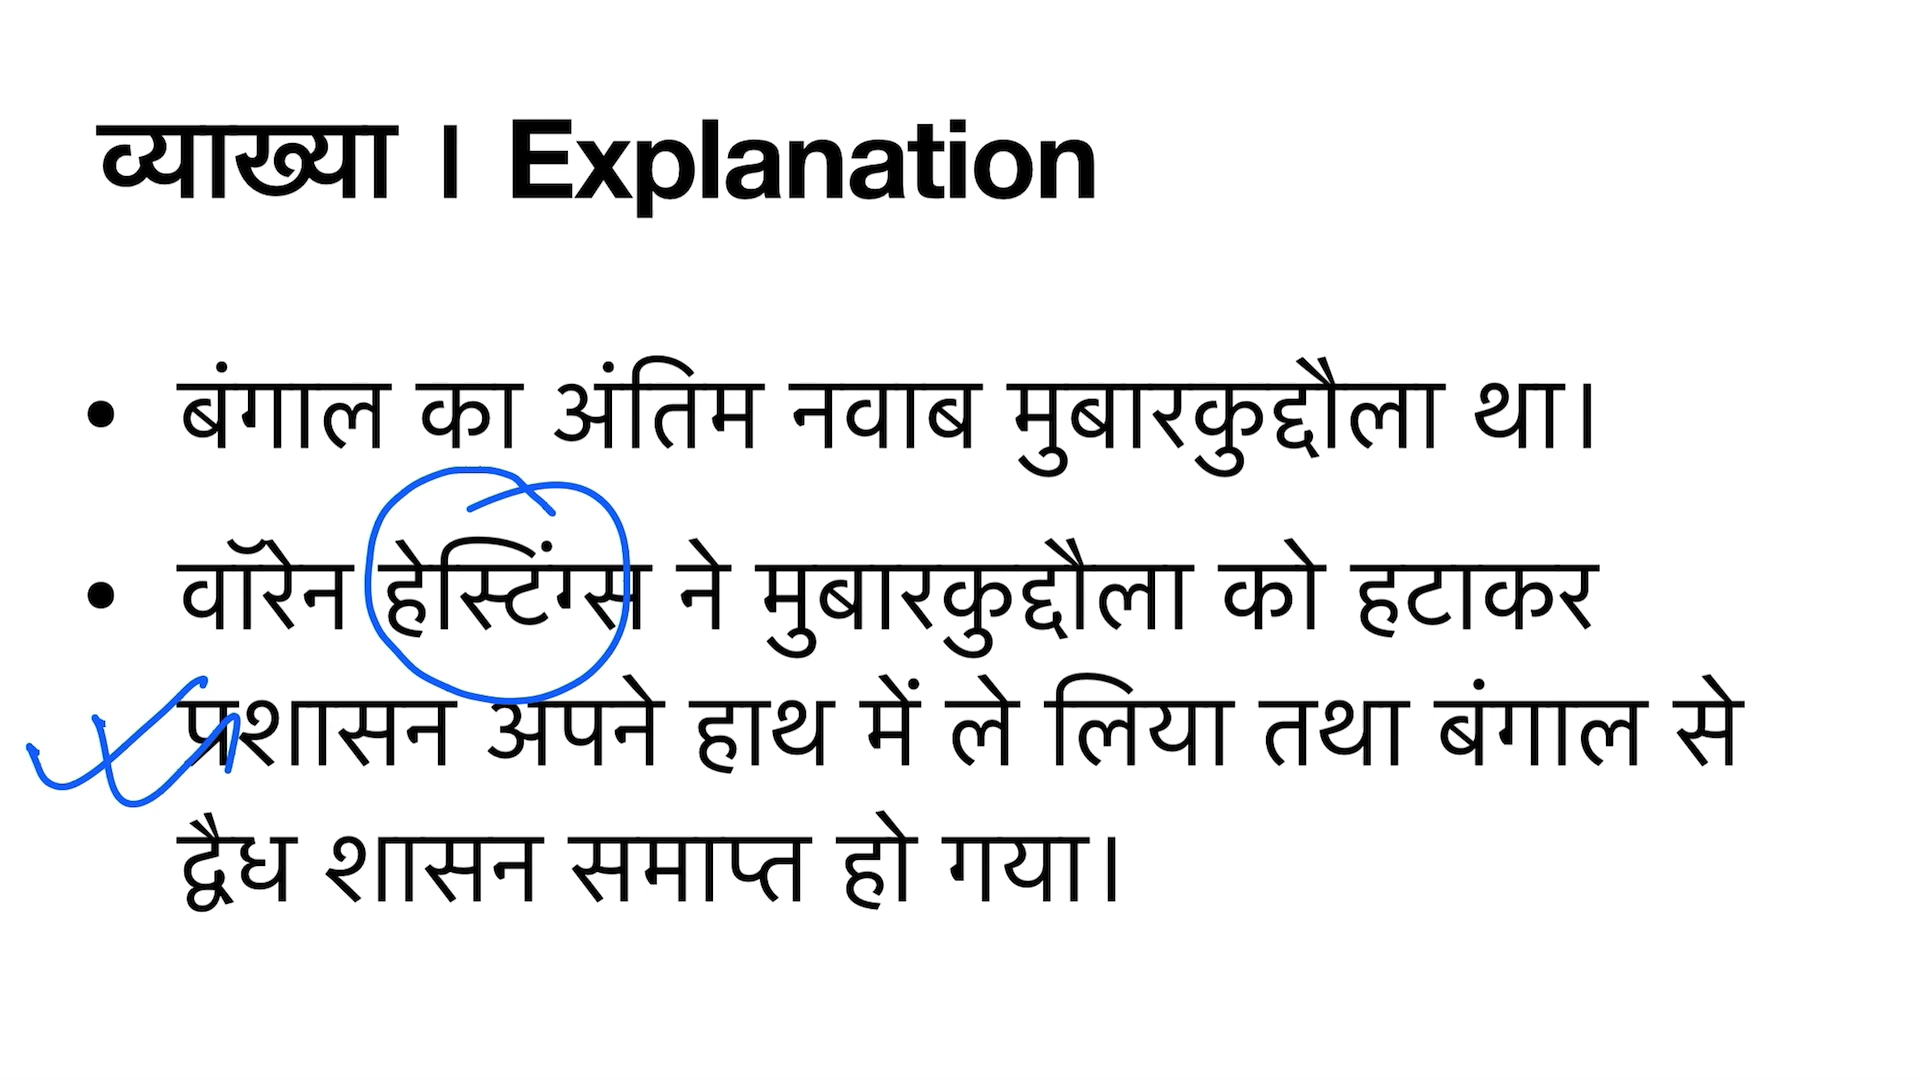 व्याख्या । Explanation
• बंगाल का अंतिम नवाब मुबारकुद्दौला था।
• वॉरेन हेस्टिंग्स ने मुबारकुद्दौला को हटाकर
प्रशासन अपने हाथ में ले लिया तथा बंगाल से
द्वैध शासन समाप्त हो गया।